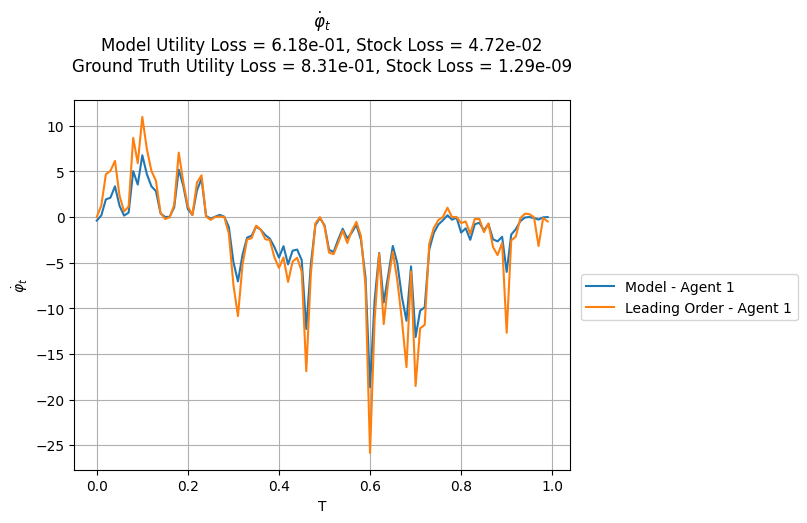 φ̇ₜ
Model Utility Loss = 6.18e-01, Stock Loss = 4.72e-02
Ground Truth Utility Loss = 8.31e-01, Stock Loss = 1.29e-09
10
5
0
−5
−10
−15
−20
−25
φ̇ₜ
0.0 0.2 0.4 0.6 0.8 1.0
T
Model - Agent 1
Leading Order - Agent 1